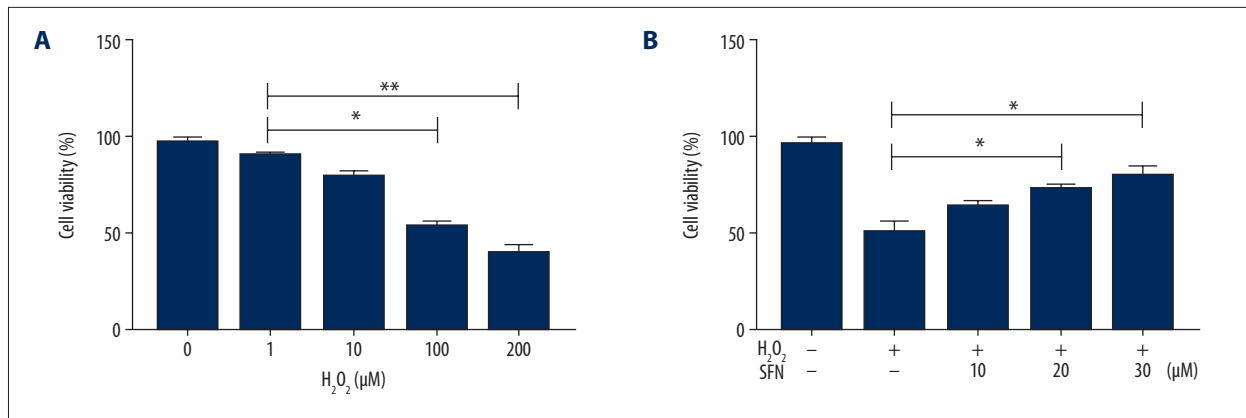 A
150
100
50
0
Cell viability (%)
**
*
0 1 10 100 200
H₂O₂ (μM)
B
150
100
50
0
Cell viability (%)
*
*
H₂O₂ – + + + +
SFN – – 10 20 30 (μM)